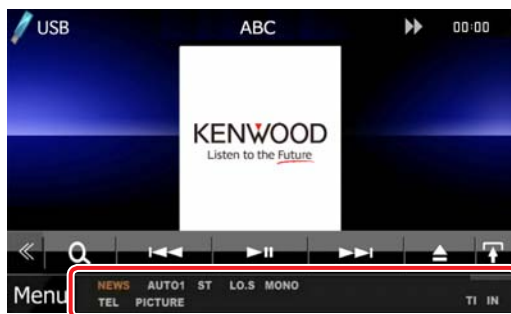 USB ABC 00:00
KENWOOD
Listen to the Future
Menu
NEWS AUTO1 ST LO.S MONO
TEL PICTURE TI IN